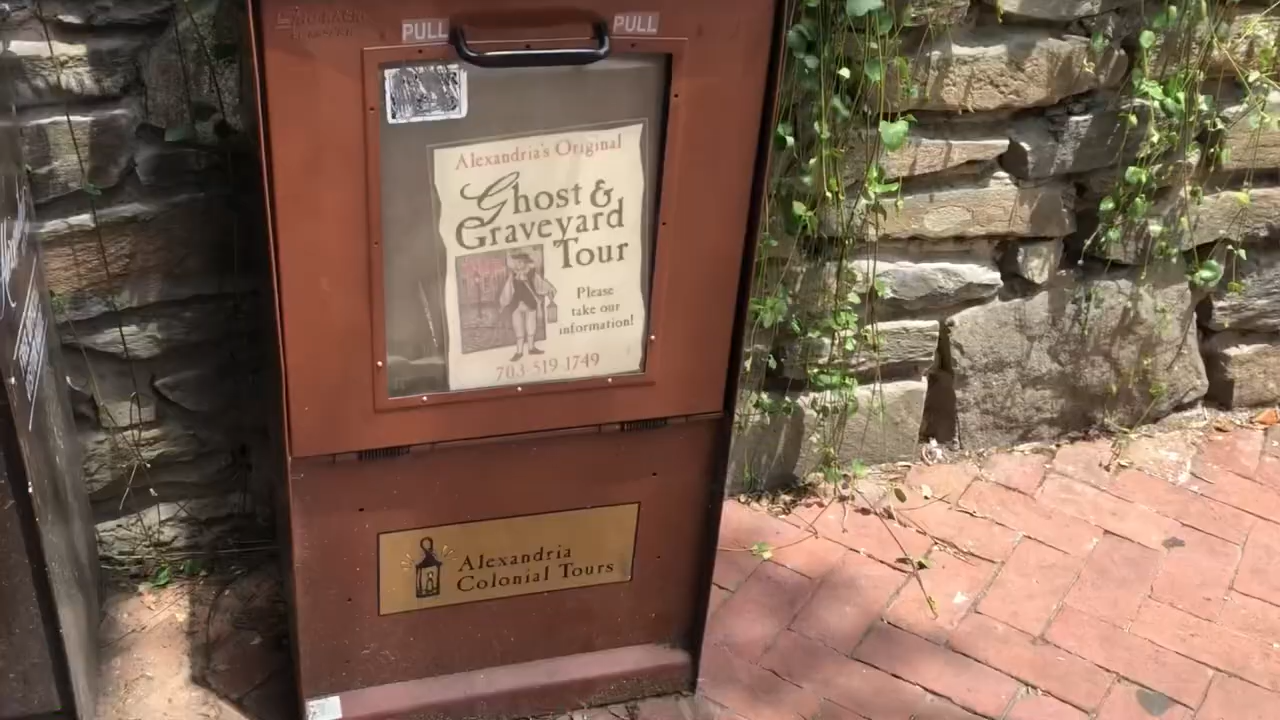 PULL PULL
Alexandria's Original
Ghost &
Graveyard
Tour
Please
take our
information!
703-519-1749
Alexandria
Colonial Tours